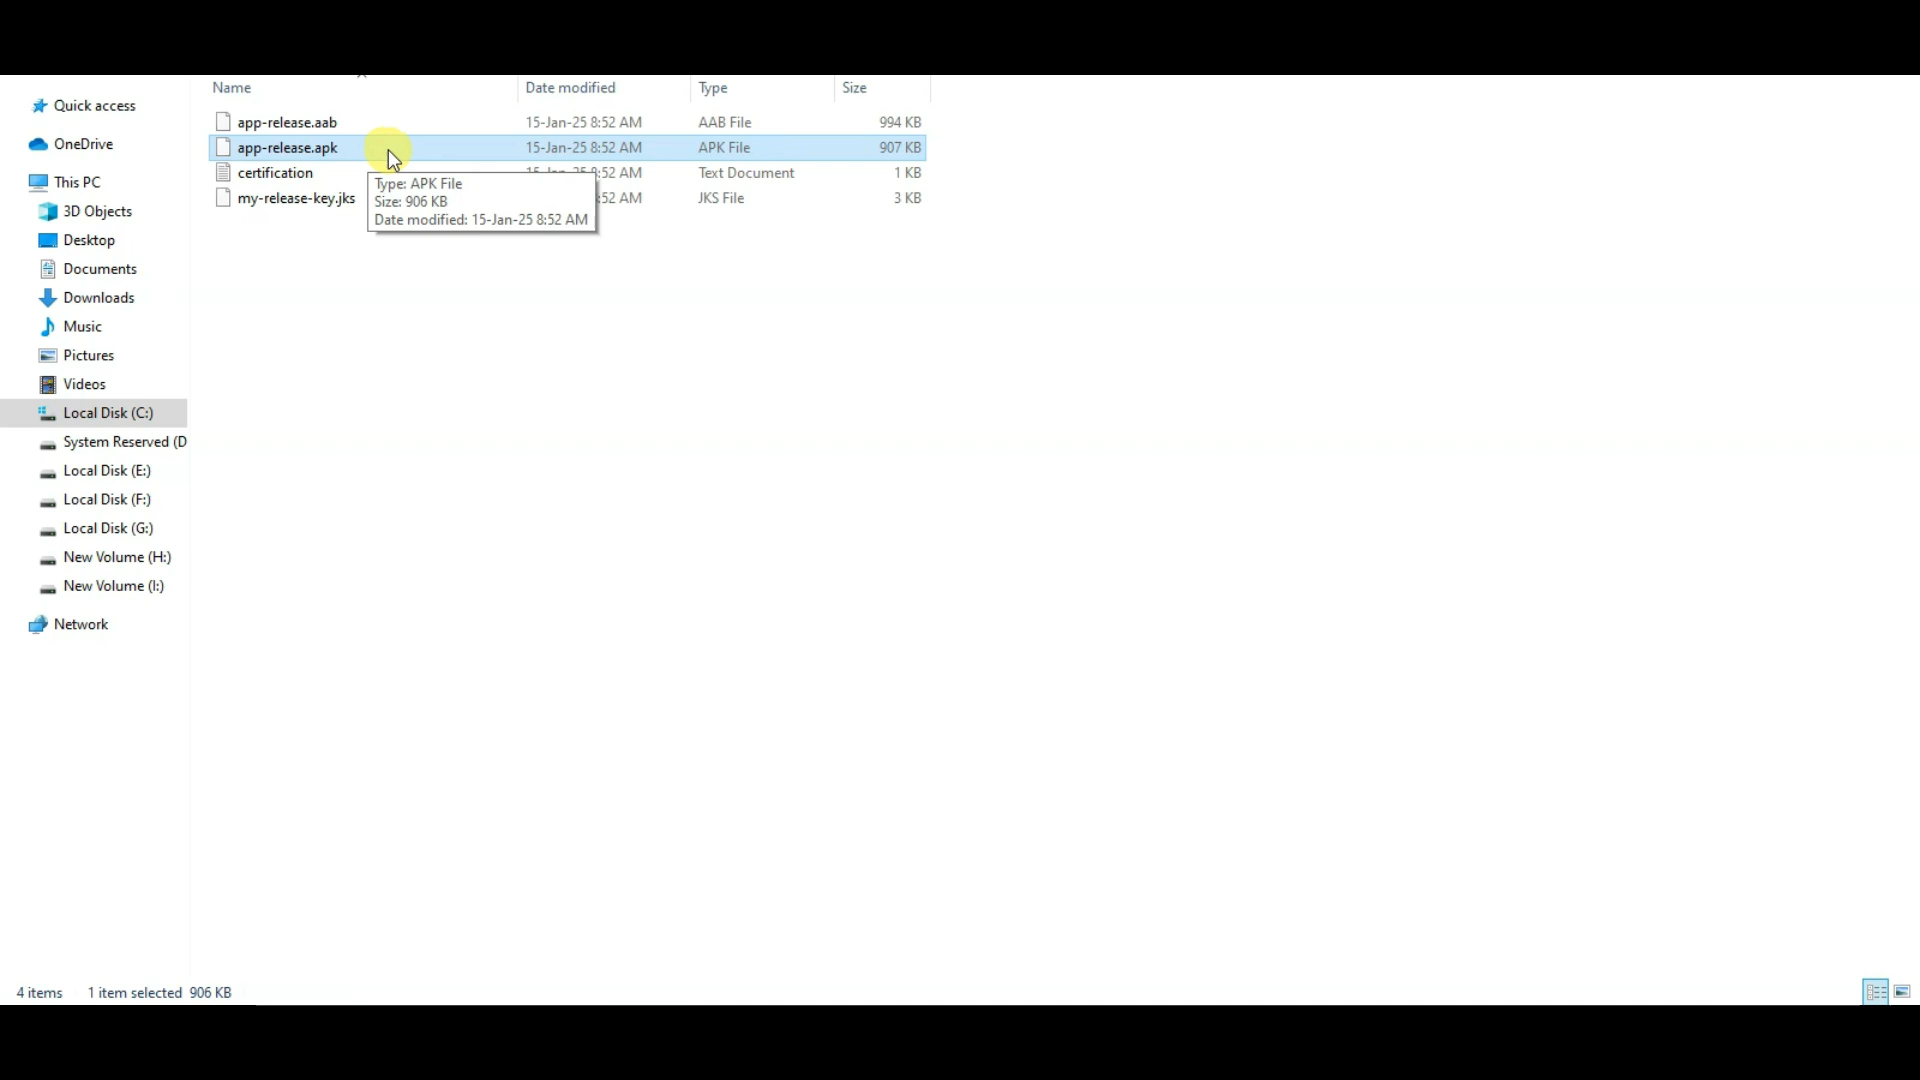 Name Date modified Type Size
Quick access
app-release.aab 15-Jan-25 8:52 AM AAB File 994 KB
OneDrive
app-release.apk 15-Jan-25 8:52 AM APK File 907 KB
certification :52 AM Text Document 1 KB
This PC
Type: APK File
my-release-key.jks :52 AM JKS File 3 KB
Size: 906 KB
3D Objects
Date modified: 15-Jan-25 8:52 AM
Desktop
Documents
Downloads
Music
Pictures
Videos
Local Disk (C:)
System Reserved (D
Local Disk (E:)
Local Disk (F:)
Local Disk (G:)
New Volume (H:)
New Volume (I:)
Network
4 items 1 item selected 906 KB